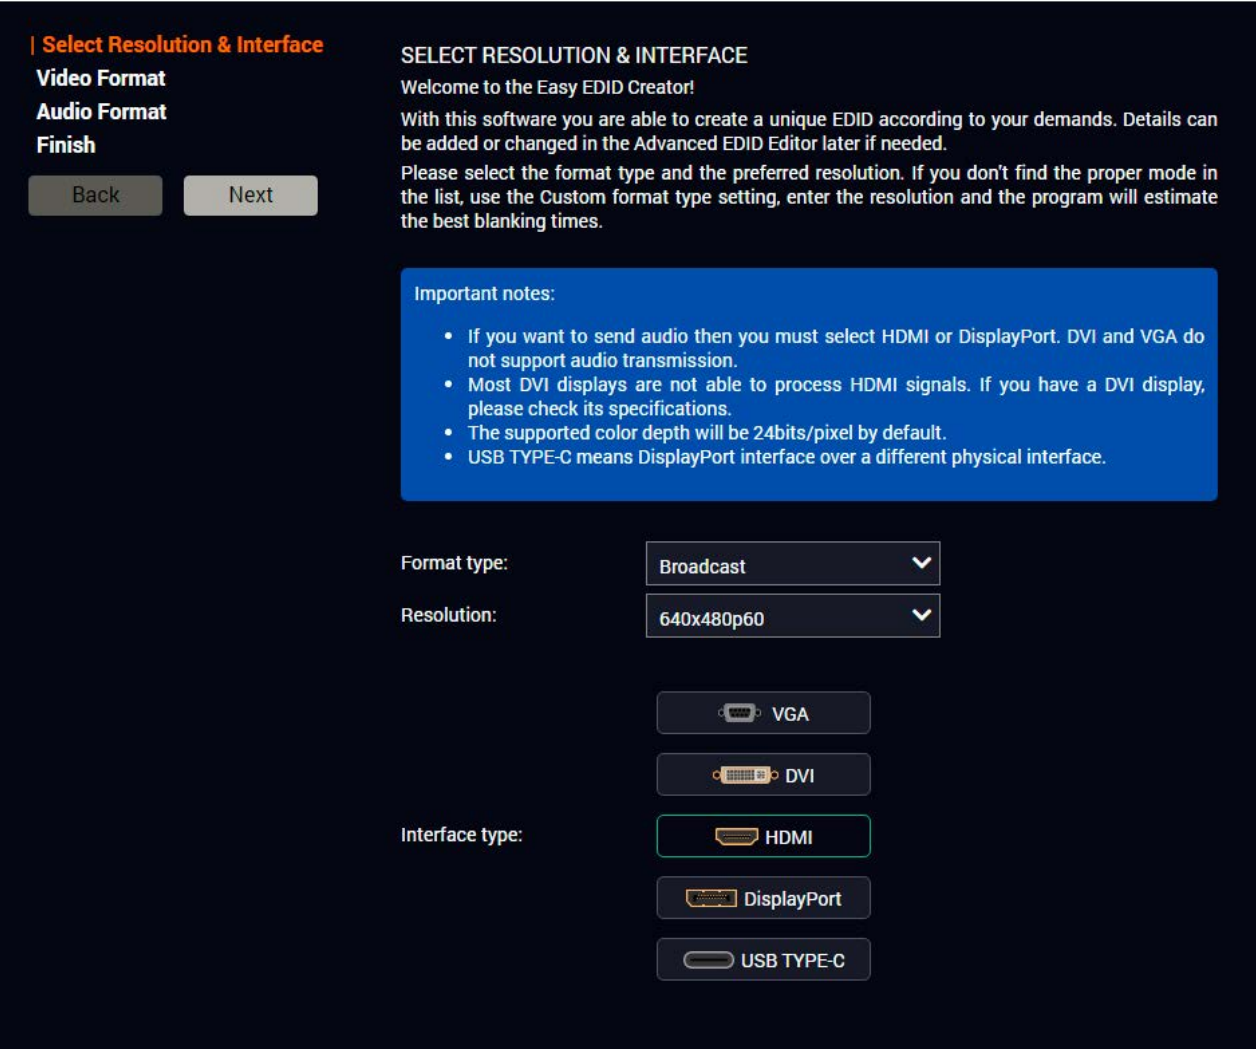 | Select Resolution & Interface
Video Format
Audio Format
Finish
Back
Next
SELECT RESOLUTION & INTERFACE
Welcome to the Easy EDID Creator!
With this software you are able to create a unique EDID according to your demands. Details can
be added or changed in the Advanced EDID Editor later if needed.
Please select the format type and the preferred resolution. If you don't find the proper mode in
the list, use the Custom format type setting, enter the resolution and the program will estimate
the best blanking times.
Important notes:
• If you want to send audio then you must select HDMI or DisplayPort. DVI and VGA do
not support audio transmission.
• Most DVI displays are not able to process HDMI signals. If you have a DVI display,
please check its specifications.
• The supported color depth will be 24bits/pixel by default.
• USB TYPE-C means DisplayPort interface over a different physical interface.
Format type:
Broadcast
Resolution:
640x480p60
Interface type:
VGA
DVI
HDMI
DisplayPort
USB TYPE-C